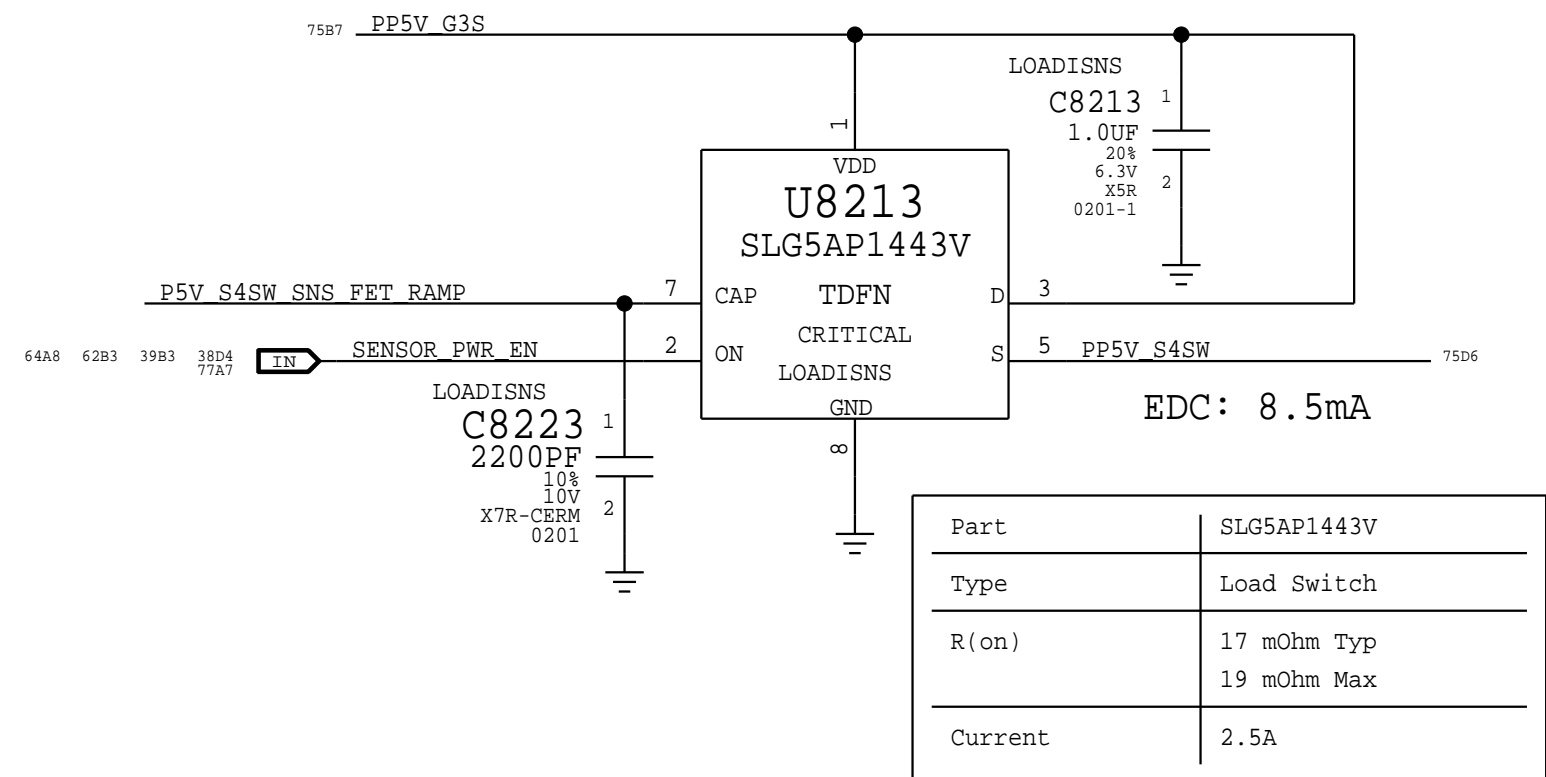 75B7 PP5V_G3S
LOADISNS
C8213 1
1.0UF
20%
6.3V
X5R 2
0201-1
1
VDD
U8213
SLG5AP1443V
P5V_S4SW_SNS_FET_RAMP 7 CAP TDFN D 3
CRITICAL
64A8 62B3 39B3 38D4 IN SENSOR_PWR_EN 2 ON S 5 PP5V_S4SW 75D6
77A7
LOADISNS
GND
8
EDC: 8.5mA
LOADISNS
C8223 1
2200PF
10%
10V
X7R-CERM 2
0201
Part SLG5AP1443V
Type Load Switch
R(on) 17 mOhm Typ
19 mOhm Max
Current 2.5A